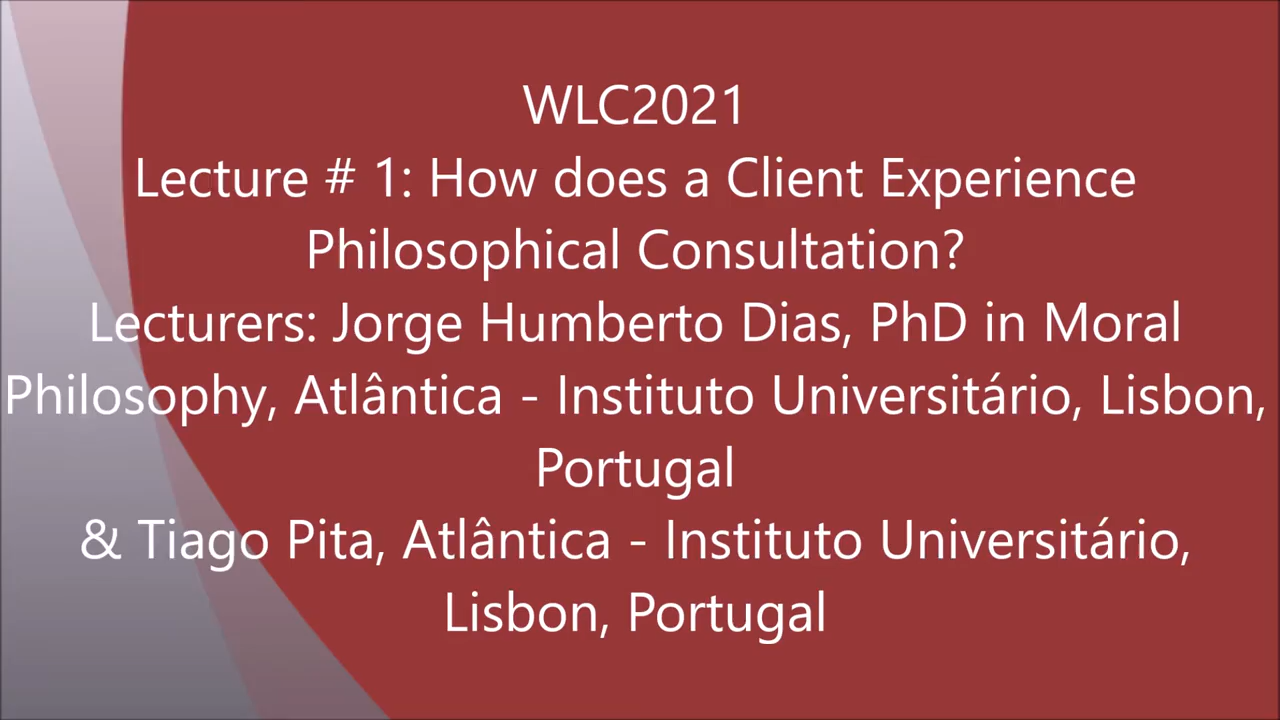 WLC2021
Lecture # 1: How does a Client Experience
Philosophical Consultation?
Lecturers: Jorge Humberto Dias, PhD in Moral
Philosophy, Atlântica - Instituto Universitário, Lisbon,
Portugal
& Tiago Pita, Atlântica - Instituto Universitário,
Lisbon, Portugal